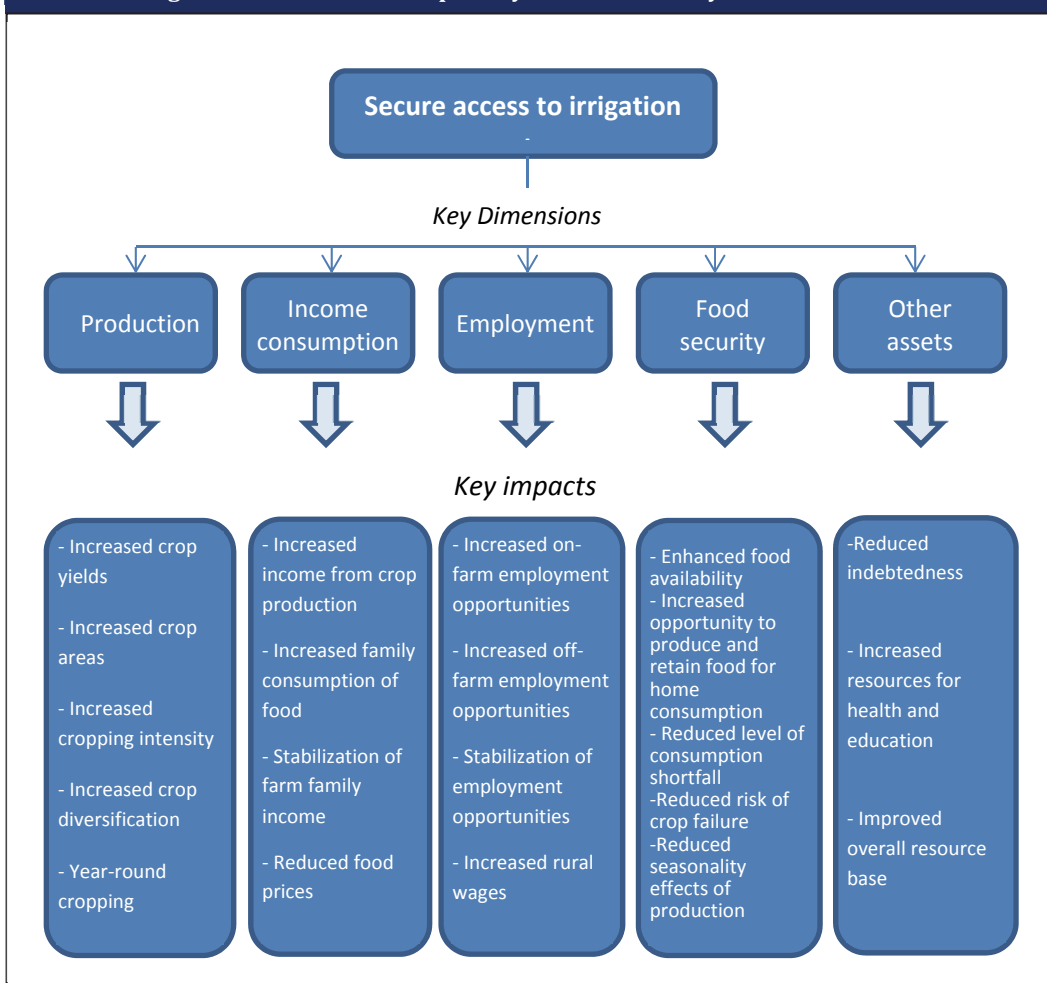 Secure access to irrigation
-
Key Dimensions
Production
Income
consumption
Employment
Food
security
Other
assets
Key impacts
- Increased crop
yields
- Increased crop
areas
- Increased
cropping intensity
- Increased crop
diversification
- Year-round
cropping
- Increased
income from crop
production
- Increased family
consumption of
food
- Stabilization of
farm family
income
- Reduced food
prices
- Increased on-
farm employment
opportunities
- Increased off-
farm employment
opportunities
- Stabilization of
employment
opportunities
- Increased rural
wages
- Enhanced food
availability
- Increased
opportunity to
produce and
retain food for
home
consumption
- Reduced level of
consumption
shortfall
-Reduced risk of
crop failure
-Reduced
seasonality
effects of
production
-Reduced
indebtedness
- Increased
resources for
health and
education
- Improved
overall resource
base